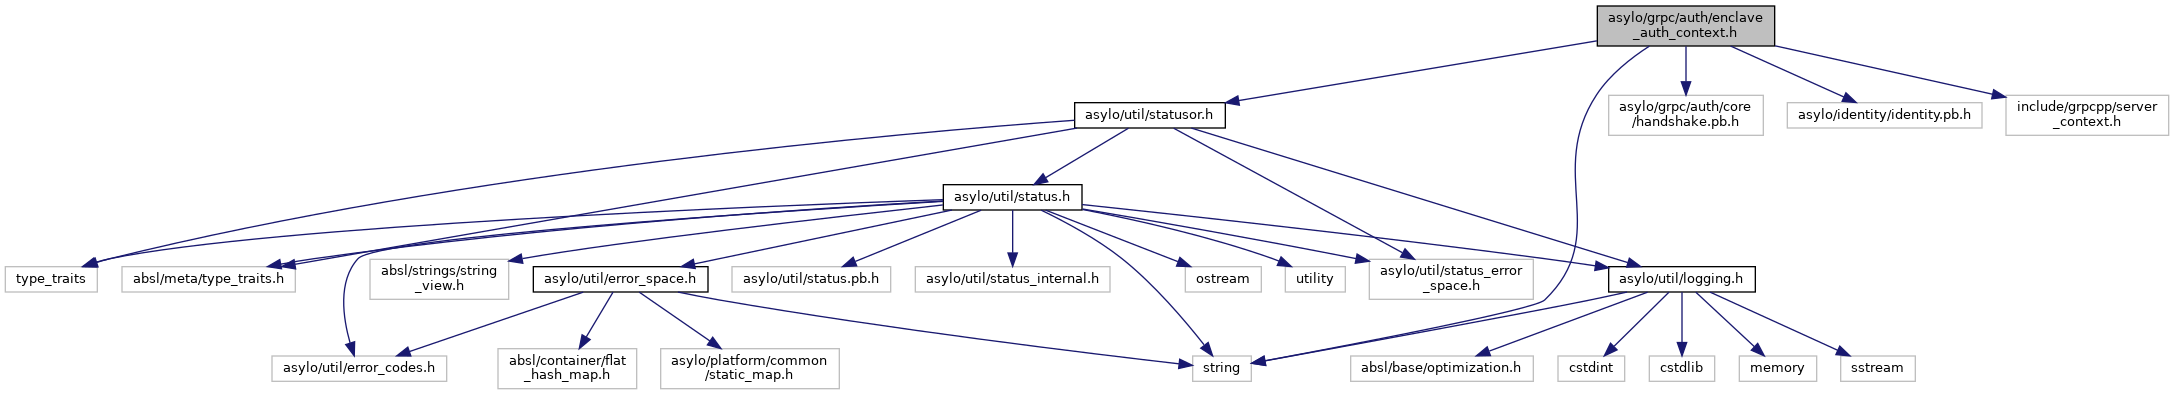 asylo/grpc/auth/enclave
_auth_context.h
asylo/util/statusor.h
asylo/grpc/auth/core
/handshake.pb.h
asylo/identity/identity.pb.h
include/grpcpp/server
_context.h
asylo/util/status.h
type_traits
absl/meta/type_traits.h
absl/strings/string
_view.h
asylo/util/error_space.h
asylo/util/status.pb.h
asylo/util/status_internal.h
ostream
utility
asylo/util/status_error
_space.h
asylo/util/logging.h
asylo/util/error_codes.h
absl/container/flat
_hash_map.h
asylo/platform/common
/static_map.h
string
absl/base/optimization.h
cstdint
cstdlib
memory
sstream